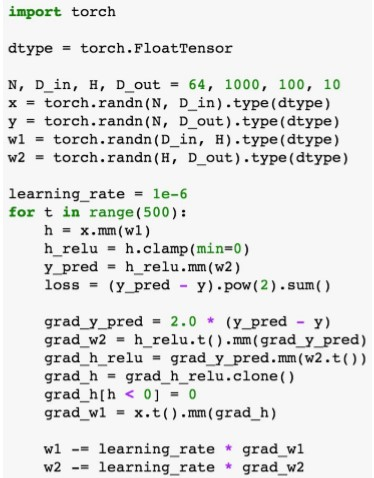 import torch

dtype = torch.FloatTensor

N, D_in, H, D_out = 64, 1000, 100, 10
x = torch.randn(N, D_in).type(dtype)
y = torch.randn(N, D_out).type(dtype)
w1 = torch.randn(D_in, H).type(dtype)
w2 = torch.randn(H, D_out).type(dtype)

learning_rate = 1e-6
for t in range(500):
    h = x.mm(w1)
    h_relu = h.clamp(min=0)
    y_pred = h_relu.mm(w2)
    loss = (y_pred - y).pow(2).sum()

    grad_y_pred = 2.0 * (y_pred - y)
    grad_w2 = h_relu.t().mm(grad_y_pred)
    grad_h_relu = grad_y_pred.mm(w2.t())
    grad_h = grad_h_relu.clone()
    grad_h[h < 0] = 0
    grad_w1 = x.t().mm(grad_h)

    w1 -= learning_rate * grad_w1
    w2 -= learning_rate * grad_w2